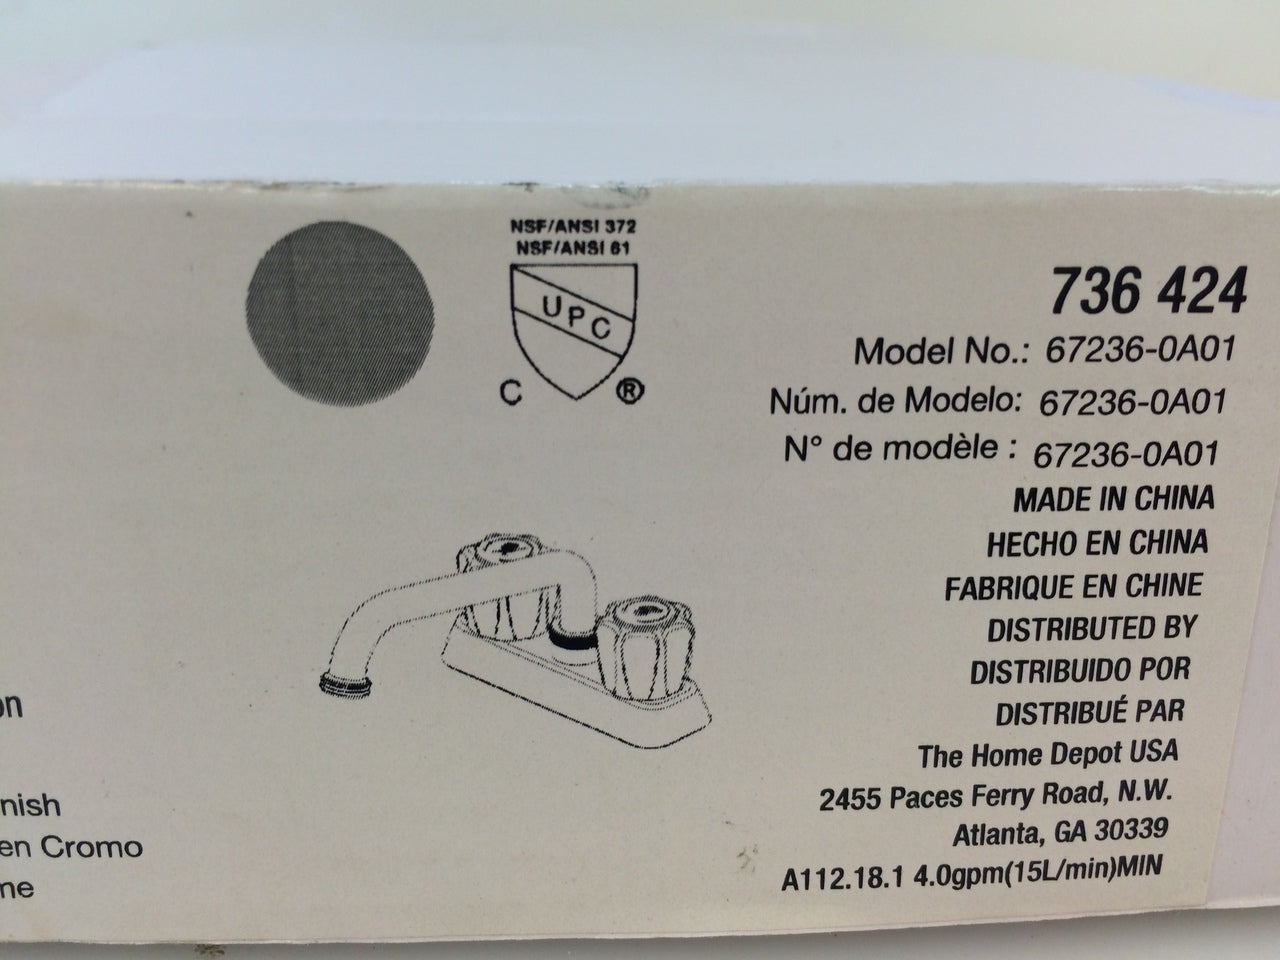 NSF/ANSI 372
NSF/ANSI 61
UPC
C ®
736 424
Model No.: 67236-0A01
Núm. de Modelo: 67236-0A01
N° de modèle : 67236-0A01
MADE IN CHINA
HECHO EN CHINA
FABRIQUE EN CHINE
DISTRIBUTED BY
DISTRIBUIDO POR
DISTRIBUÉ PAR
The Home Depot USA
2455 Paces Ferry Road, N.W.
Atlanta, GA 30339
A112.18.1 4.0gpm(15L/min)MIN
on
nish
en Cromo
me